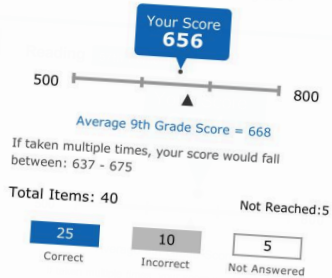 Your Score
656
500
800
Average 9th Grade Score = 668
If taken multiple times, your score would fall
between: 637 - 675
Total Items: 40
Not Reached:5
25
10
5
Correct
Incorrect
Not Answered